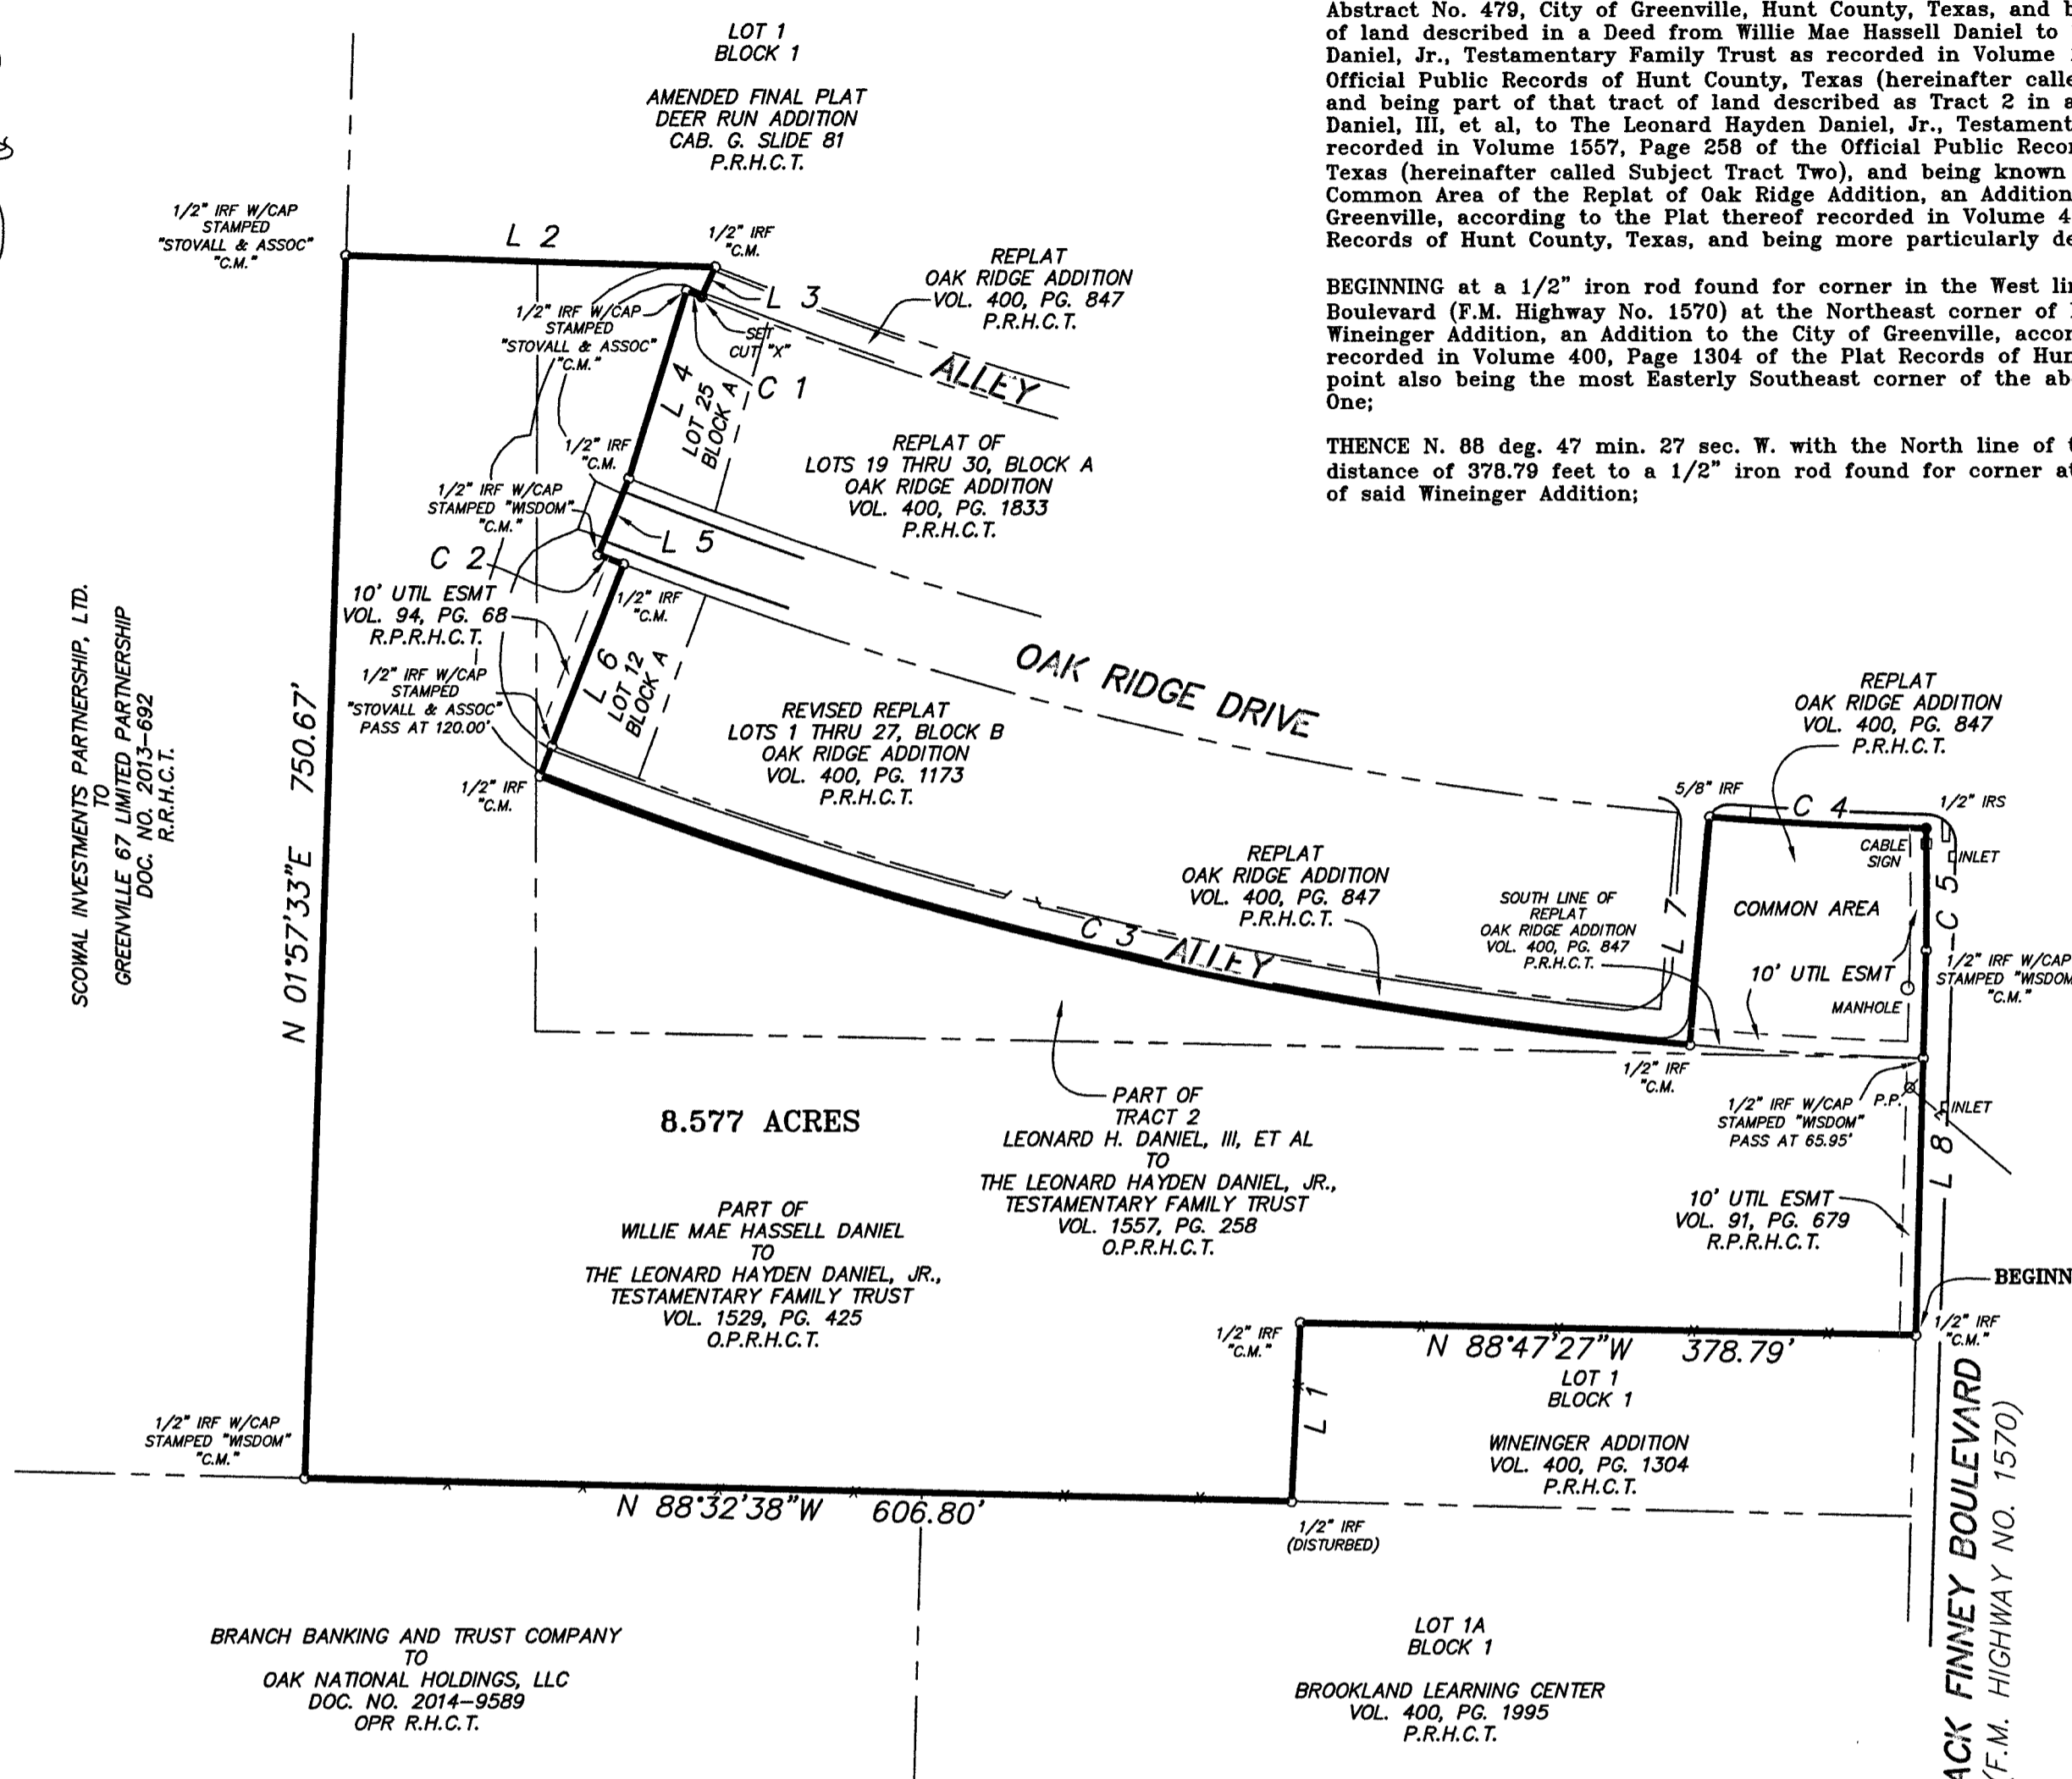 LOT 1
BLOCK 1
AMENDED FINAL PLAT
DEER RUN ADDITION
CAB. G. SLIDE 81
P.R.H.C.T.
Abstract No. 479, City of Greenville, Hunt County, Texas, and
of land described in a Deed from Willie Mae Hassell Daniel to
Daniel, Jr., Testamentary Family Trust as recorded in Volume
Official Public Records of Hunt County, Texas (hereinafter
and being part of that tract of land described as Tract 2 in
Daniel, III, et al, to The Leonard Hayden Daniel, Jr.,
recorded in Volume 1557, Page 258 of the Official Public
Texas (hereinafter called Subject Tract Two), and being known
Common Area of the Replat of Oak Ridge Addition, an Addition
Greenville, according to the Plat thereof recorded in Volume
Records of Hunt County, Texas, and being more particularly
BEGINNING at a 1/2" iron rod found for corner in the West
Boulevard (F.M. Highway No. 1570) at the Northeast corner of
Wineinger Addition, an Addition to the City of Greenville,
recorded in Volume 400, Page 1304 of the Plat Records of
point also being the most Easterly Southeast corner of the
One;
THENCE N. 88 deg. 47 min. 27 sec. W. with the North line of
distance of 378.79 feet to a 1/2" iron rod found for corner
of said Wineinger Addition;
1/2" IRF W/CAP
STAMPED
"STOVALL & ASSOC"
"C.M."
L 2
1/2" IRF
"C.M."
REPLAT
OAK RIDGE ADDITION
VOL. 400, PG. 847
P.R.H.C.T.
L 3
1/2" IRF W/CAP
STAMPED
"STOVALL & ASSOC"
"C.M."
SET
CUT "X"
ALLEY
C 1
L 4
LOT 25
BLOCK A
1/2" IRF
"C.M."
REPLAT OF
LOTS 19 THRU 30, BLOCK A
OAK RIDGE ADDITION
VOL. 400, PG. 1833
P.R.H.C.T.
1/2" IRF W/CAP
STAMPED "WISDOM"
"C.M."
L 5
C 2
10' UTIL ESMT
VOL. 94, PG. 68
R.P.R.H.C.T.
1/2" IRF
"C.M."
L 6
LOT 12
BLOCK A
1/2" IRF W/CAP
STAMPED
"STOVALL & ASSOC"
PASS AT 120.00'
1/2" IRF
"C.M."
OAK RIDGE DRIVE
REVISED REPLAT
LOTS 1 THRU 27, BLOCK B
OAK RIDGE ADDITION
VOL. 400, PG. 1173
P.R.H.C.T.
SCOWAL INVESTMENTS PARTNERSHIP, LTD.
TO
GREENVILLE 67 LIMITED PARTNERSHIP
DOC. NO. 2013-692
R.R.H.C.T.
N 01°57'33"E 750.67'
REPLAT
OAK RIDGE ADDITION
VOL. 400, PG. 847
P.R.H.C.T.
5/8" IRF
C 4
1/2" IRS
CABLE
SIGN
INLET
C 5
COMMON AREA
REPLAT
OAK RIDGE ADDITION
VOL. 400, PG. 847
P.R.H.C.T.
SOUTH LINE OF
REPLAT
OAK RIDGE ADDITION
VOL. 400, PG. 847
P.R.H.C.T.
L 7
C 3
ALLEY
10' UTIL ESMT
MANHOLE
1/2" IRF W/CAP
STAMPED "WISDOM
"C.M."
1/2" IRF
"C.M."
1/2" IRF W/CAP
STAMPED "WISDOM"
PASS AT 65.95'
P.P.
INLET
L 8
8.577 ACRES
PART OF
TRACT 2
LEONARD H. DANIEL, III, ET AL
TO
THE LEONARD HAYDEN DANIEL, JR.,
TESTAMENTARY FAMILY TRUST
VOL. 1557, PG. 258
O.P.R.H.C.T.
10' UTIL ESMT
VOL. 91, PG. 679
R.P.R.H.C.T.
PART OF
WILLIE MAE HASSELL DANIEL
TO
THE LEONARD HAYDEN DANIEL, JR.,
TESTAMENTARY FAMILY TRUST
VOL. 1529, PG. 425
O.P.R.H.C.T.
BEGINN
1/2" IRF
"C.M."
1/2" IRF
"C.M."
N 88°47'27"W 378.79'
LOT 1
BLOCK 1
WINEINGER ADDITION
VOL. 400, PG. 1304
P.R.H.C.T.
L 1
1/2" IRF W/CAP
STAMPED "WISDOM"
"C.M."
N 88°32'38"W 606.80'
1/2" IRF
(DISTURBED)
ACK FINNEY BOULEVARD
(F.M. HIGHWAY NO. 1570)
BRANCH BANKING AND TRUST COMPANY
TO
OAK NATIONAL HOLDINGS, LLC
DOC. NO. 2014-9589
OPR R.H.C.T.
LOT 1A
BLOCK 1
BROOKLAND LEARNING CENTER
VOL. 400, PG. 1995
P.R.H.C.T.